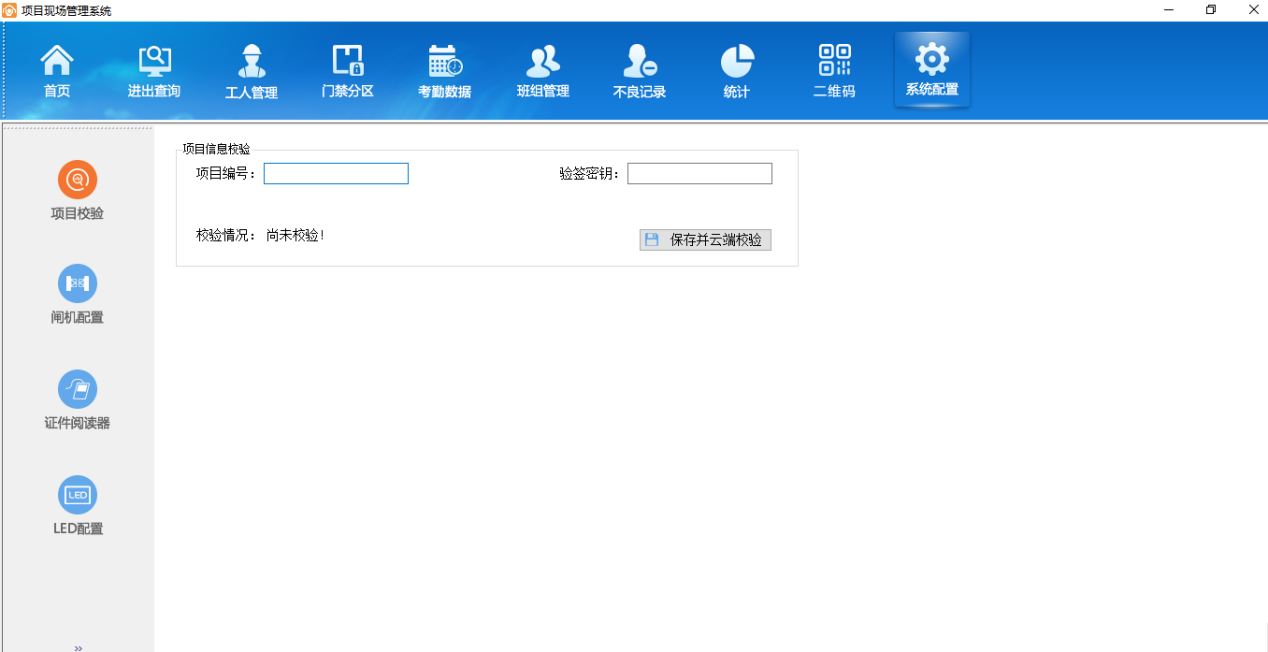 项目现场管理系统
首页 进出查询 工人管理 门禁分区 考勤数据 班组管理 不良记录 统计 二维码 系统配置
项目校验
闸机配置
证件阅读器
LED
LED配置
»
项目信息校验
项目编号： 验签密钥：
校验情况： 尚未校验! 保存并云端校验